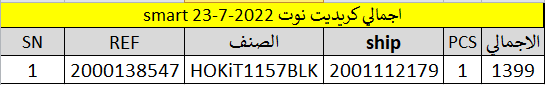 اجمالي كريديت نوت smart 23-7-2022
SN REF الصنف ship PCS الاجمالي
1 2000138547 HOKiT1157BLK 2001112179 1 1399